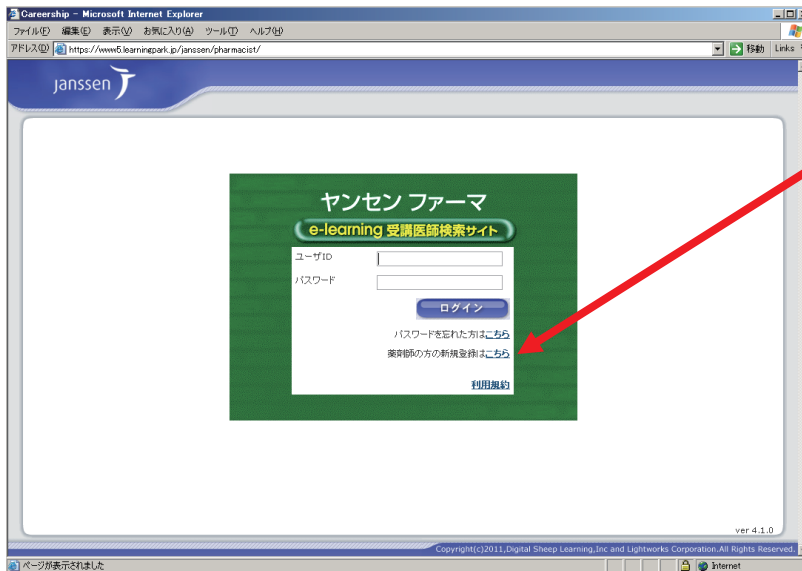 Careership - Microsoft Internet Explorer
ファイル(F) 編集(E) 表示(V) お気に入り(A) ツール(T) ヘルプ(H)
アドレス(D) https://www5.learningpark.jp/janssen/pharmacist/ 移動 Links
janssen
ヤンセン ファーマ
e-learning 受講医師検索サイト
ユーザID
パスワード
ログイン
パスワードを忘れた方はこちら
薬剤師の方の新規登録はこちら
利用規約
ver 4.1.0
Copyright(c)2011,Digital Sheep Learning,Inc and Lightworks Corporation.All Rights Reserved.
ページが表示されました Internet